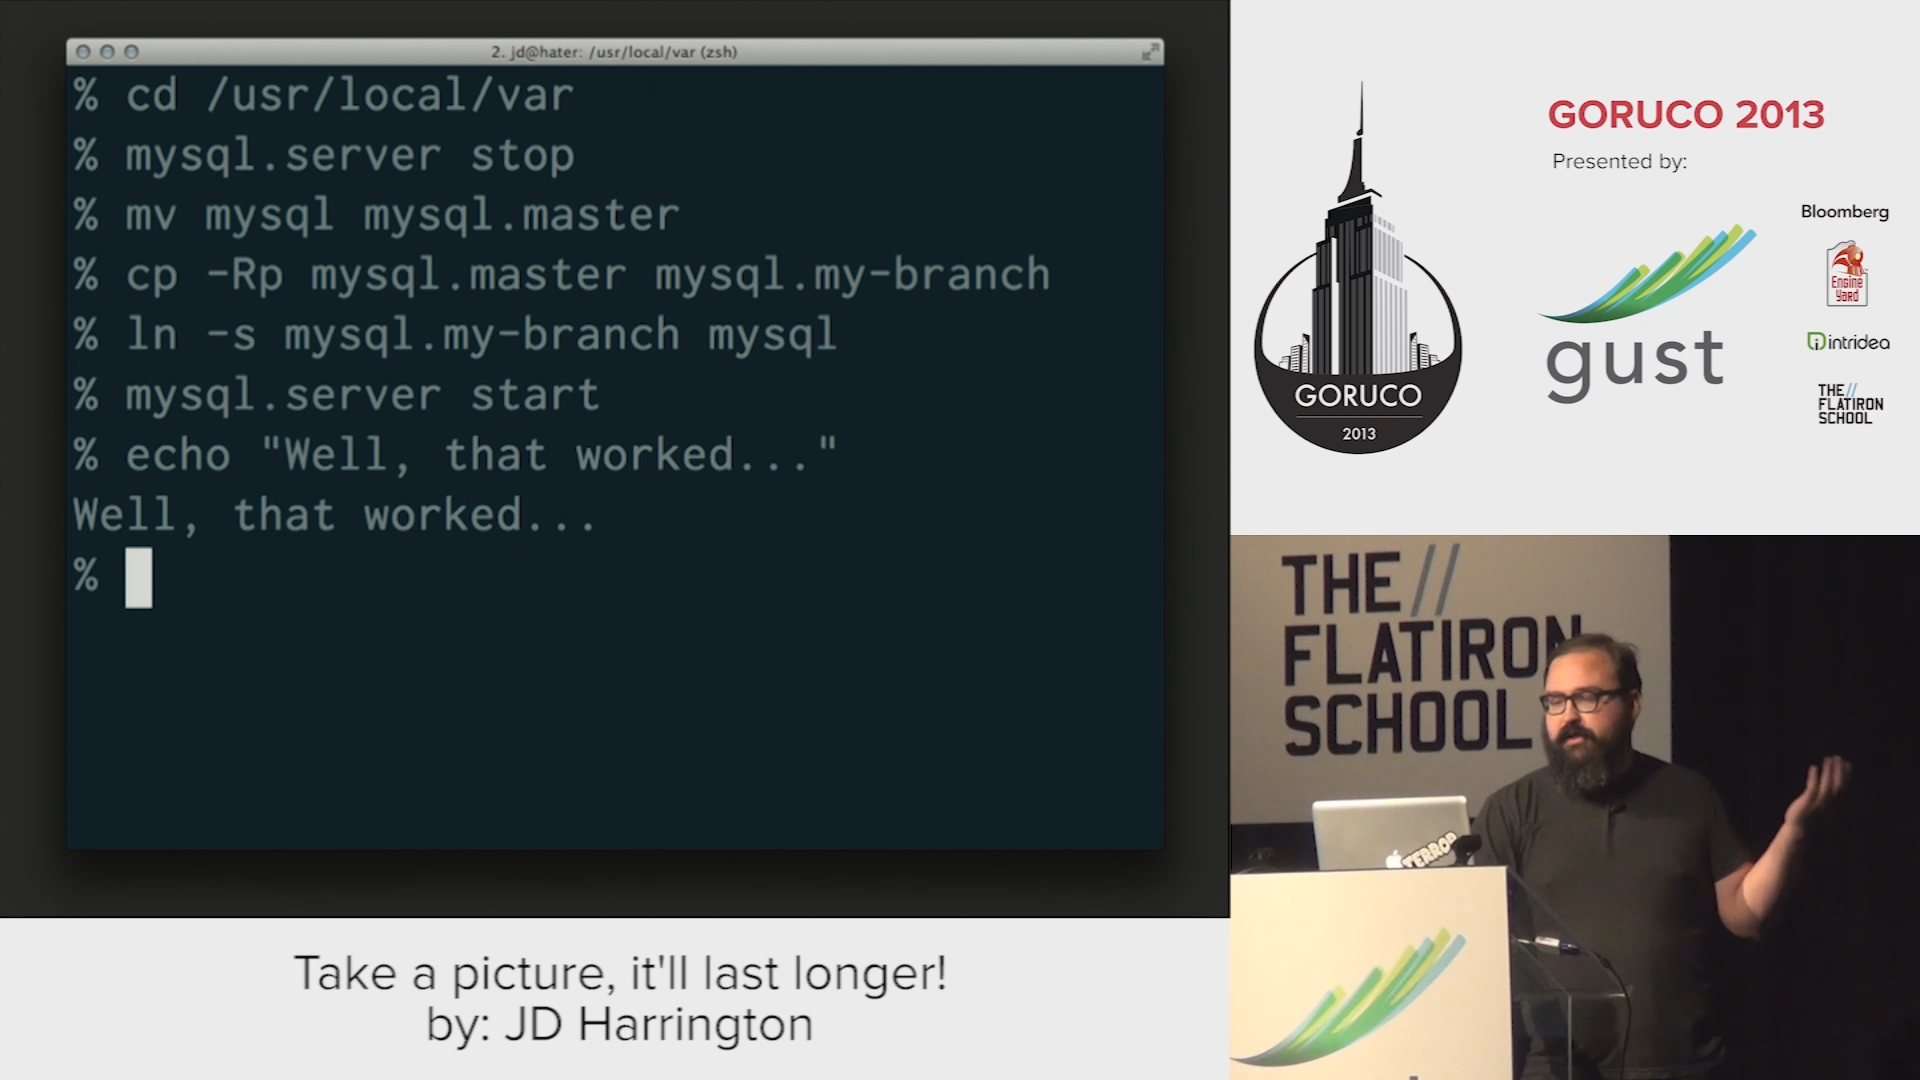 2. jd@hater: /usr/local/var (zsh)
% cd /usr/local/var
% mysql.server stop
% mv mysql mysql.master
% cp -Rp mysql.master mysql.my-branch
% ln -s mysql.my-branch mysql
% mysql.server start
% echo "Well, that worked..."
Well, that worked...
%
Take a picture, it'll last longer!
by: JD Harrington
GORUCO 2013
Presented by:
GORUCO
2013
gust
Bloomberg
Engine
Yard
intridea
THE//
FLATIRON
SCHOOL
THE//
FLATIRON
SCHOOL
TERROR